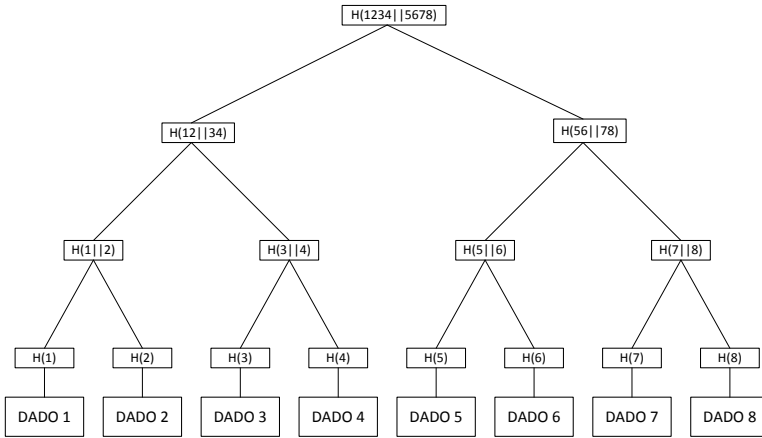 H(1234||5678)
H(12||34)
H(56||78)
H(1||2)
H(3||4)
H(5||6)
H(7||8)
H(1)
H(2)
H(3)
H(4)
H(5)
H(6)
H(7)
H(8)
DADO 1
DADO 2
DADO 3
DADO 4
DADO 5
DADO 6
DADO 7
DADO 8